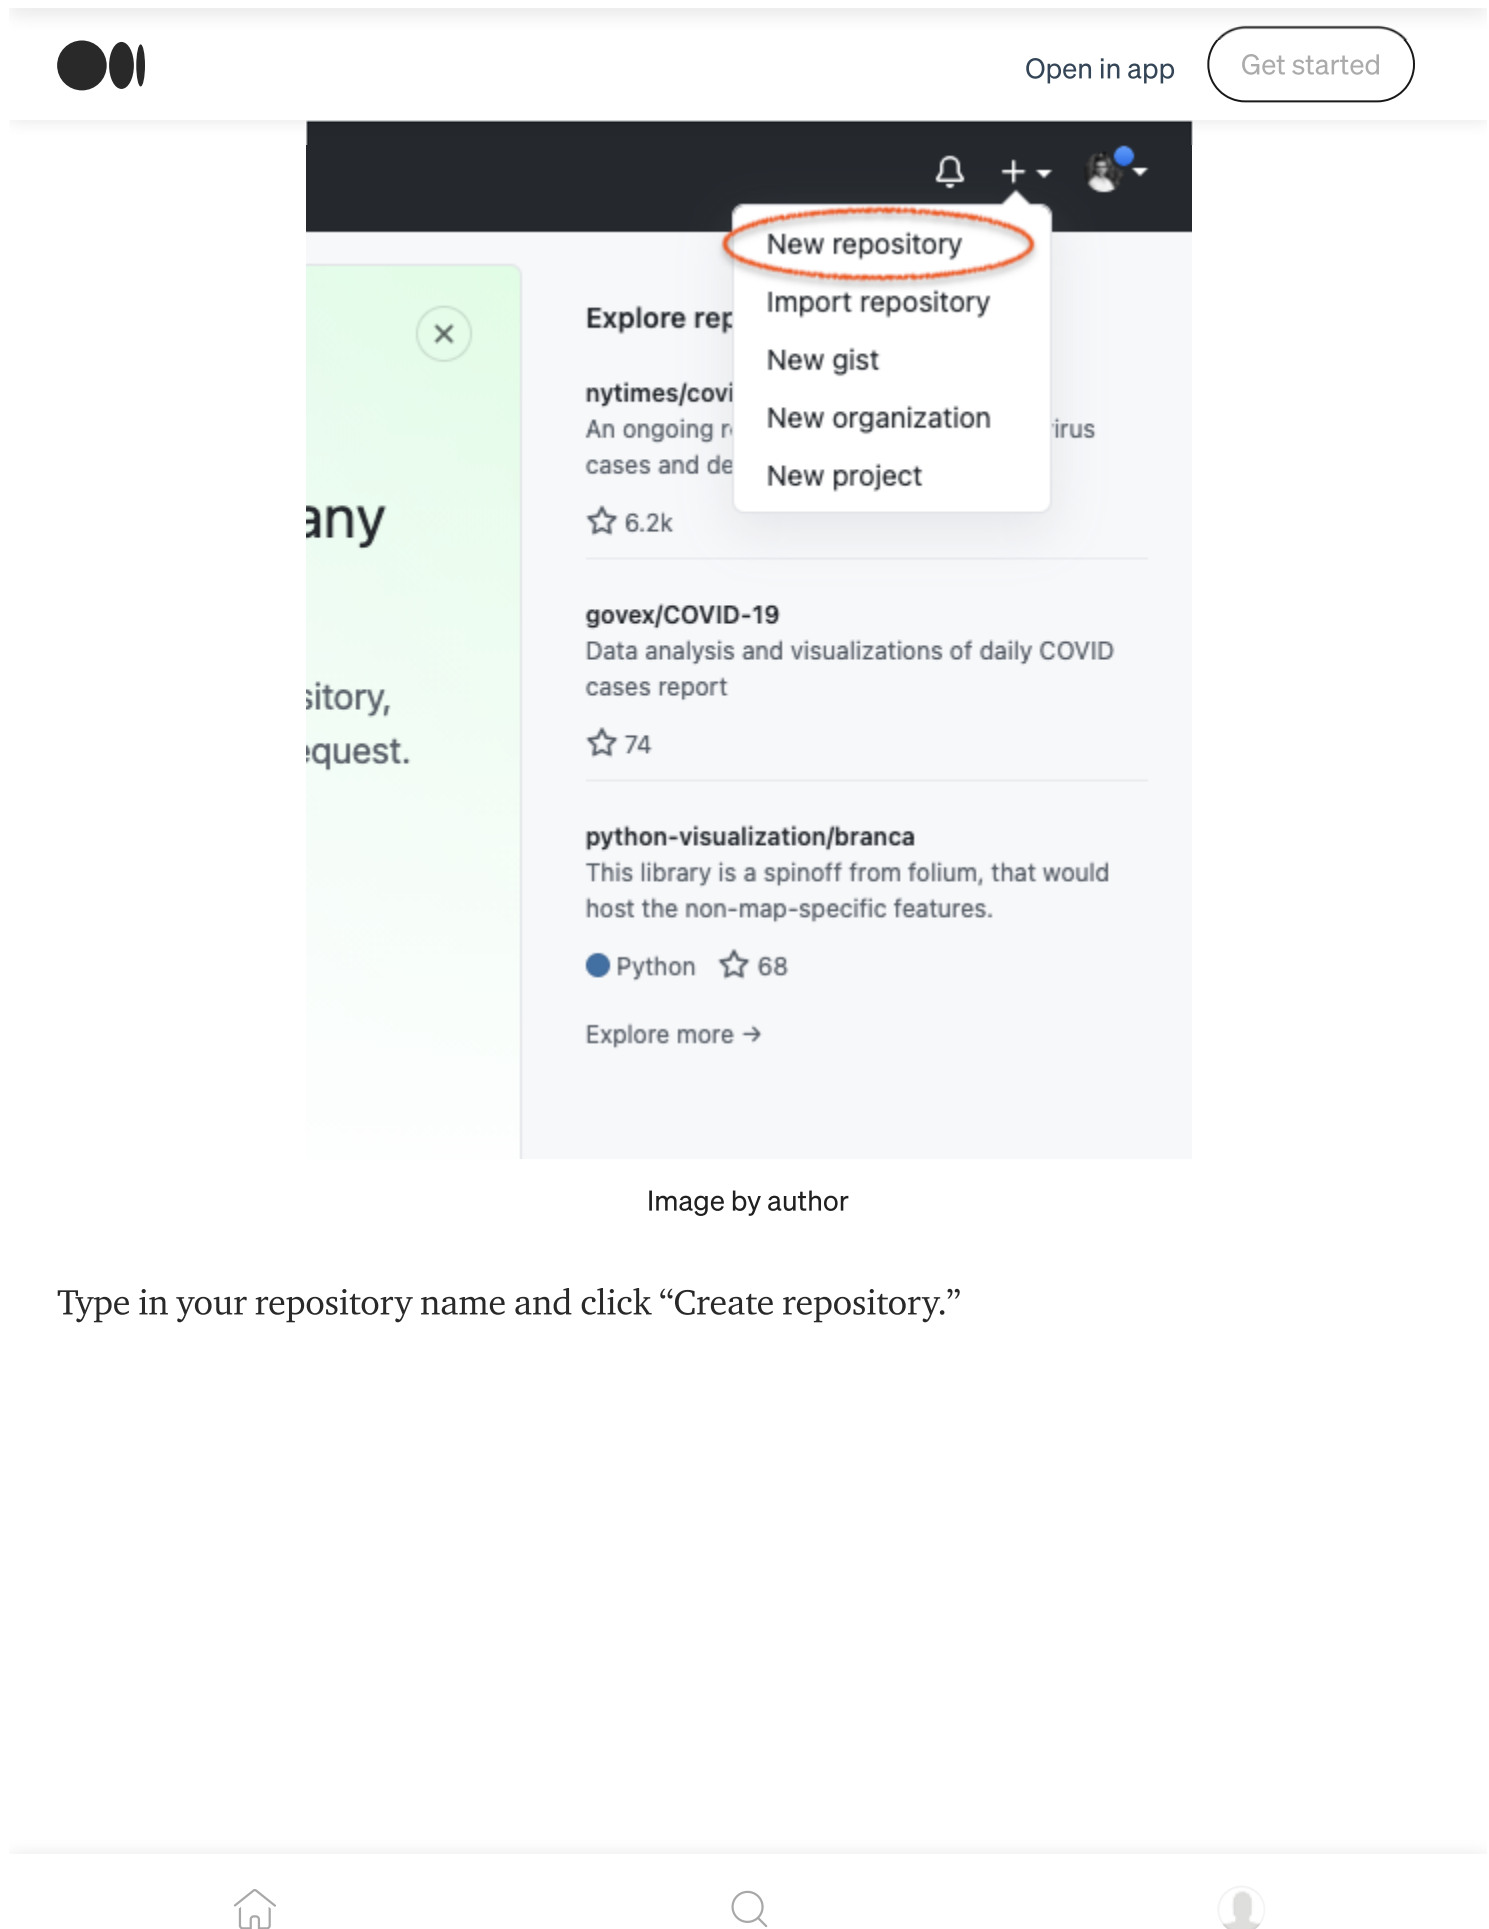 Open in app
Get started
New repository
Import repository
New gist
New organization
New project
Explore rep
nytimes/covi
An ongoing r
irus
cases and de
6.2k
any
sitory,
equest.
govex/COVID-19
Data analysis and visualizations of daily COVID
cases report
74
python-visualization/branca
This library is a spinoff from folium, that would
host the non-map-specific features.
Python 68
Explore more →
Image by author
Type in your repository name and click “Create repository.”